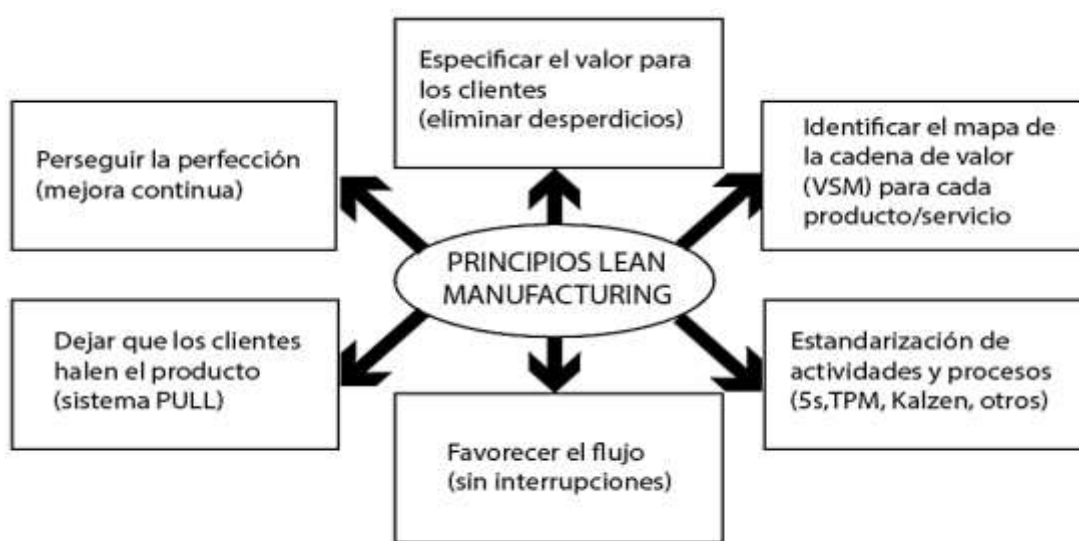 Especificar el valor para
los clientes
(eliminar desperdicios)
Perseguir la perfección
(mejora continua)
Identificar el mapa de
la cadena de valor
(VSM) para cada
producto/servicio
PRINCIPIOS LEAN
MANUFACTURING
Dejar que los clientes
halen el producto
(sistema PULL)
Estandarización de
actividades y procesos
(5s,TPM, Kalzen, otros)
Favorecer el flujo
(sin interrupciones)